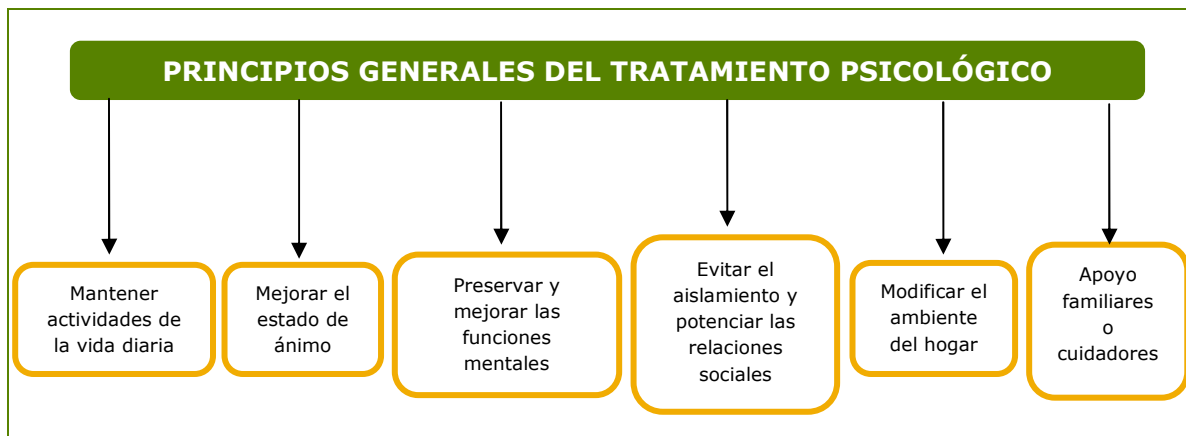 PRINCIPIOS GENERALES DEL TRATAMIENTO PSICOLÓGICO
Mantener
actividades de
la vida diaria
Mejorar el
estado de
ánimo
Preservar y
mejorar las
funciones
mentales
Evitar el
aislamiento y
potenciar las
relaciones
sociales
Modificar el
ambiente
del hogar
Apoyo
familiares
o
cuidadores